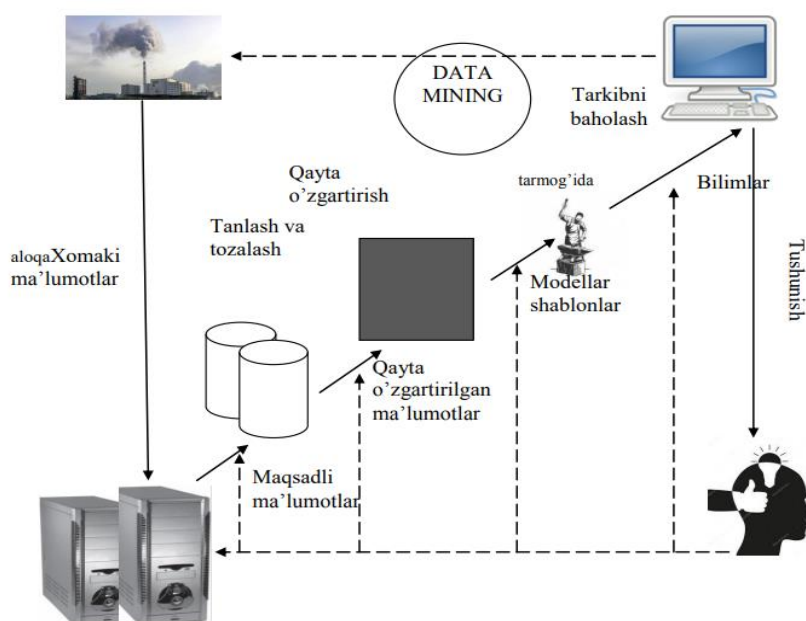 DATA
MINING
Tarkibni
baholash
Qayta
o’zgartirish
tarmog’ida
Bilimlar
Tanlash va
tozalash
aloqaXomaki
ma’lumotlar
Modellar
shablonlar
Tushunish
Qayta
o’zgartirilgan
ma’lumotlar
Maqsadli
ma’lumotlar